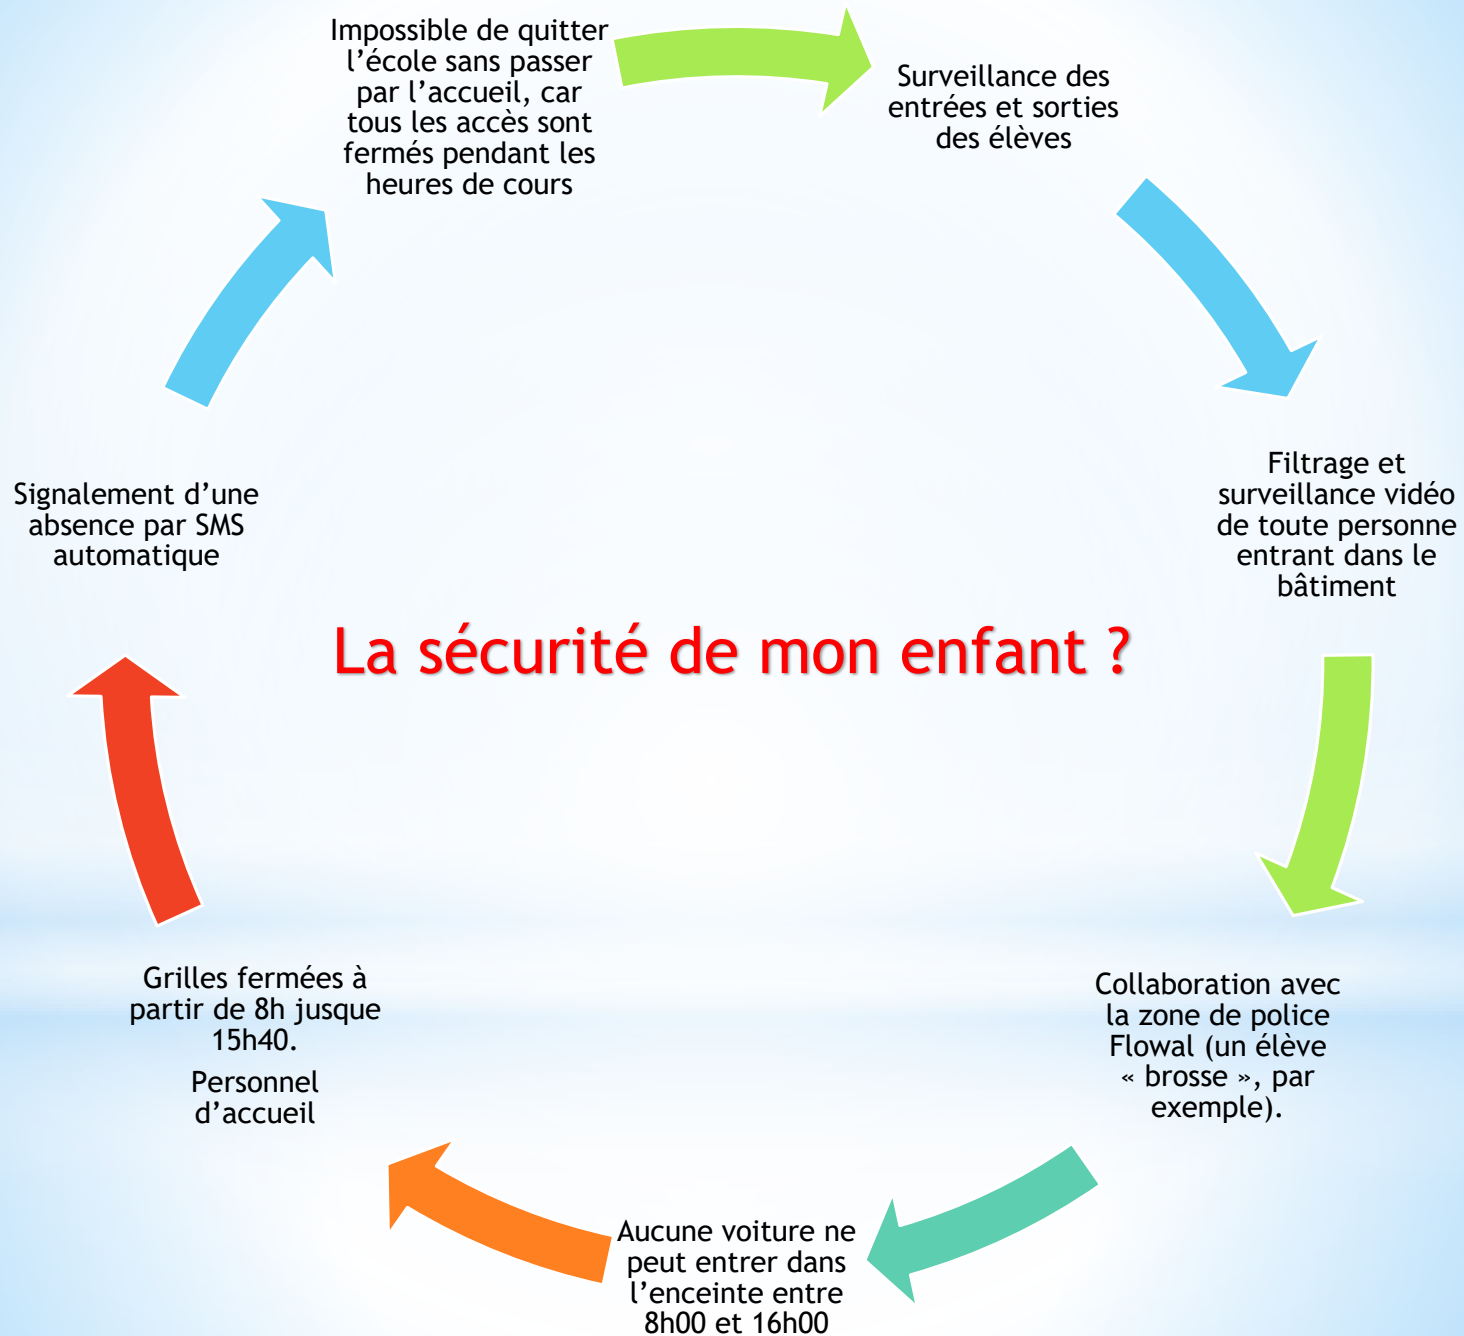 Impossible de quitter
l’école sans passer
par l’accueil, car
tous les accès sont
fermés pendant les
heures de cours
Surveillance des
entrées et sorties
des élèves
Filtrage et
surveillance vidéo
de toute personne
entrant dans le
bâtiment
Collaboration avec
la zone de police
Flowal (un élève
« brosse », par
exemple).
Aucune voiture ne
peut entrer dans
l’enceinte entre
8h00 et 16h00
Grilles fermées à
partir de 8h jusque
15h40.
Personnel
d’accueil
Signalement d’une
absence par SMS
automatique
La sécurité de mon enfant ?